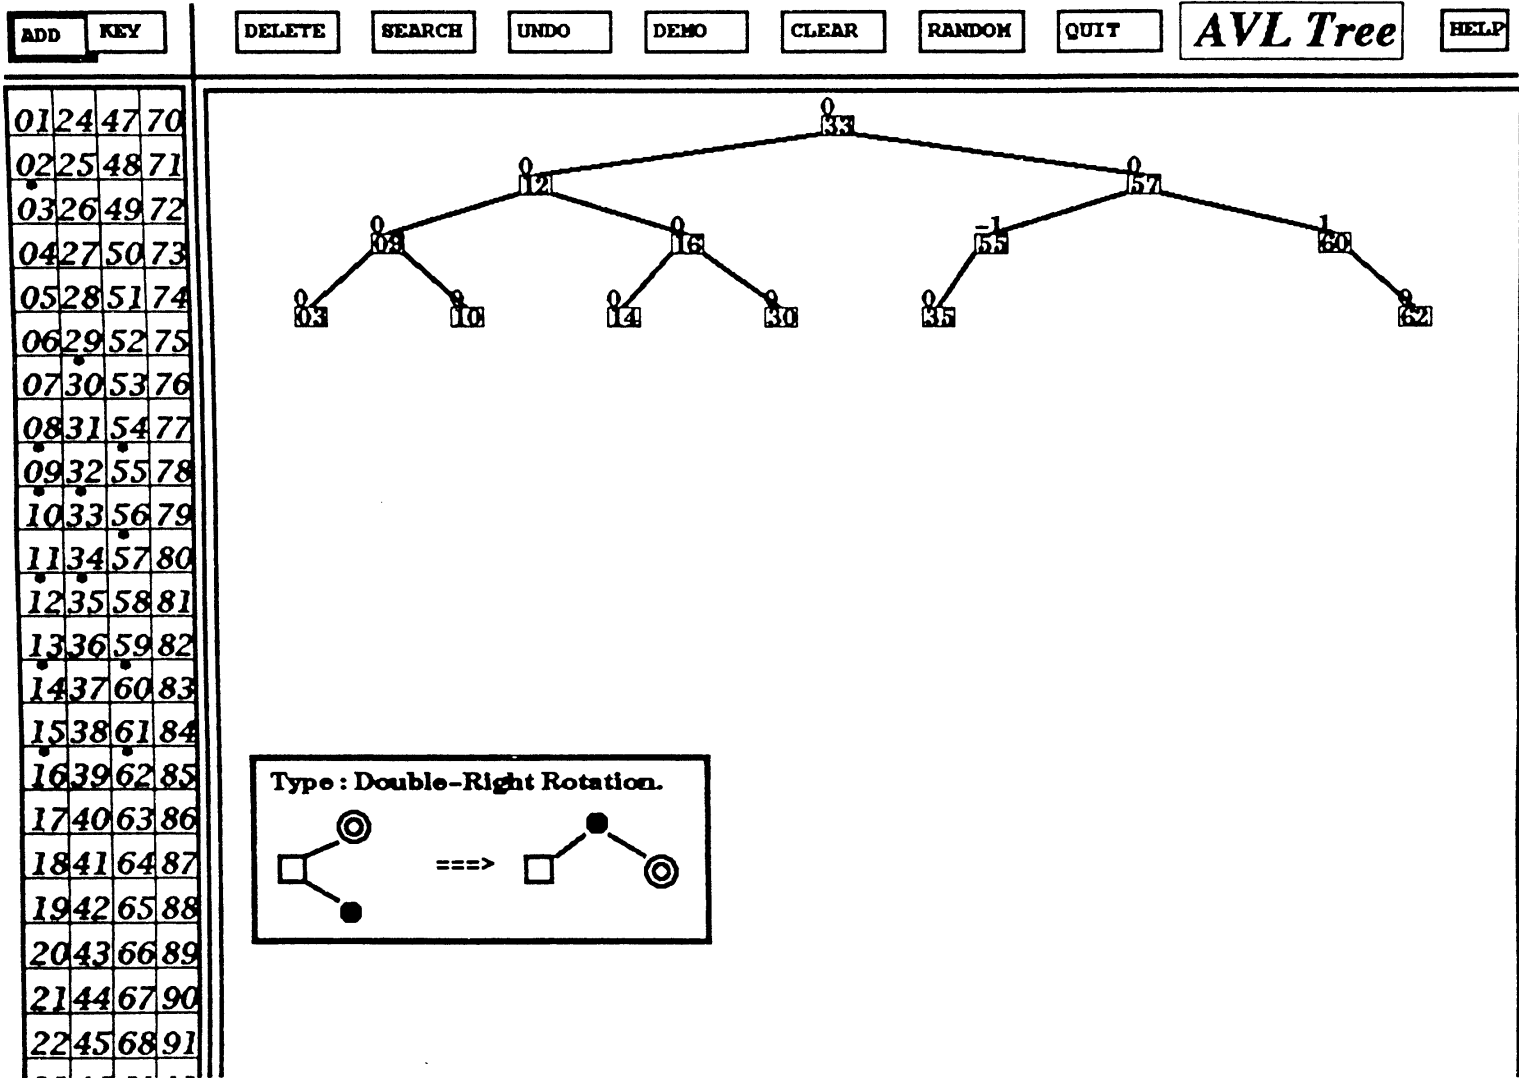 ADD KEY DELETE SEARCH UNDO DEMO CLEAR RANDOM QUIT AVL Tree HELP
01 24 47 70
02 25 48 71
03 26 49 72
04 27 50 73
05 28 51 74
06 29 52 75
07 30 53 76
08 31 54 77
09 32 55 78
10 33 56 79
11 34 57 80
12 35 58 81
13 36 59 82
14 37 60 83
15 38 61 84
16 39 62 85
17 40 63 86
18 41 64 87
19 42 65 88
20 43 66 89
21 44 67 90
22 45 68 91
0
33
0 0
12 57
0 0 -1 1
09 16 55 60
0 0 0 0 0 0
03 10 14 30 35 62
Type : Double-Right Rotation.
===>